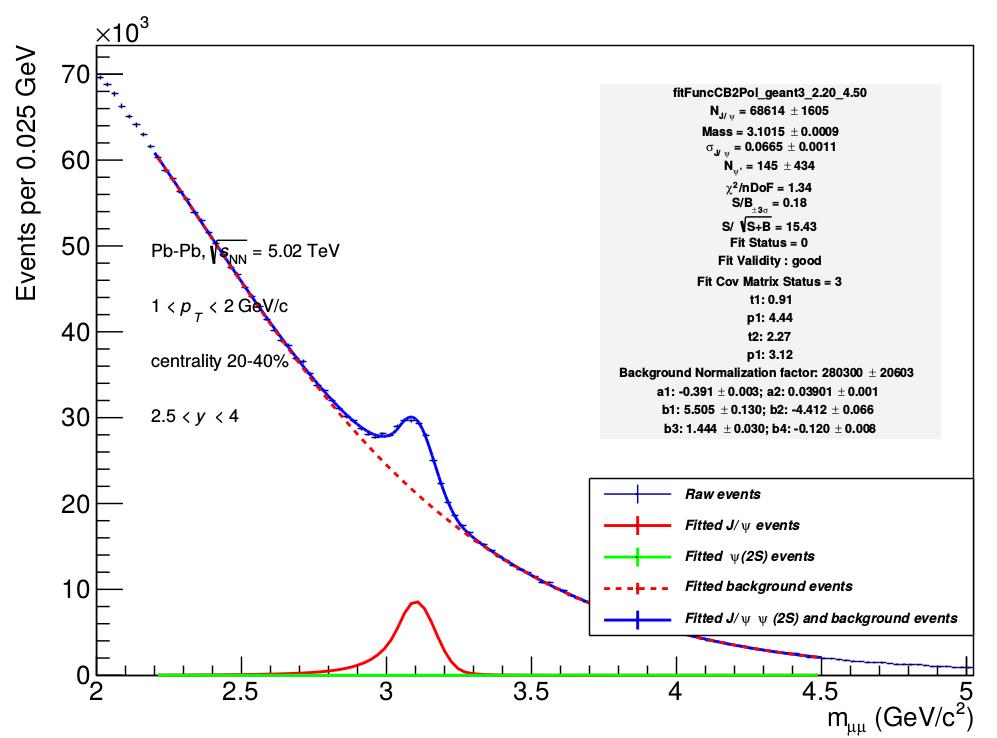 ×10³
Events per 0.025 GeV
70
60
50
40
30
20
10
0
2
2.5
3
3.5
4
4.5
5
m_μμ (GeV/c²)
Pb-Pb, √s_NN = 5.02 TeV
1 < p_T < 2 GeV/c
centrality 20-40%
2.5 < y < 4
fitFuncCB2Pol_geant3_2.20_4.50
N_J/ψ = 68614 ± 1605
Mass = 3.1015 ± 0.0009
σ_J/ψ = 0.0665 ± 0.0011
N_ψ' = 145 ± 434
χ²/nDoF = 1.34
S/B_±3σ = 0.18
S/ √S+B = 15.43
Fit Status = 0
Fit Validity : good
Fit Cov Matrix Status = 3
t1: 0.91
p1: 4.44
t2: 2.27
p1: 3.12
Background Normalization factor: 280300 ± 20603
a1: -0.391 ± 0.003; a2: 0.03901 ± 0.001
b1: 5.505 ± 0.130; b2: -4.412 ± 0.066
b3: 1.444 ± 0.030; b4: -0.120 ± 0.008
Raw events
Fitted J/ψ events
Fitted ψ(2S) events
Fitted background events
Fitted J/ψ ψ (2S) and background events